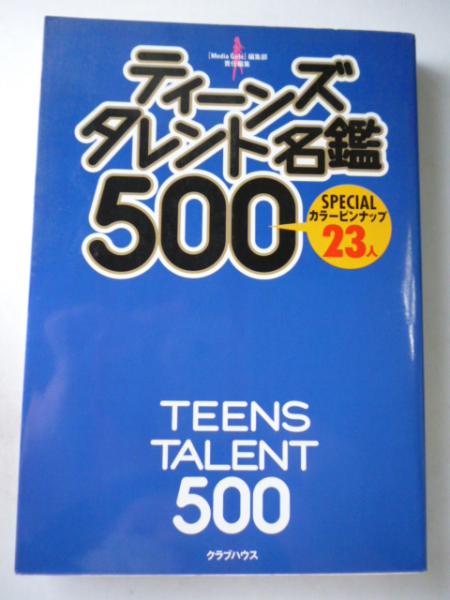 [Media Gate]編集部
責任編集
ティーンズ
タレント名鑑
500
SPECIAL
カラーピンナップ
23人
TEENS
TALENT
500
クラブハウス